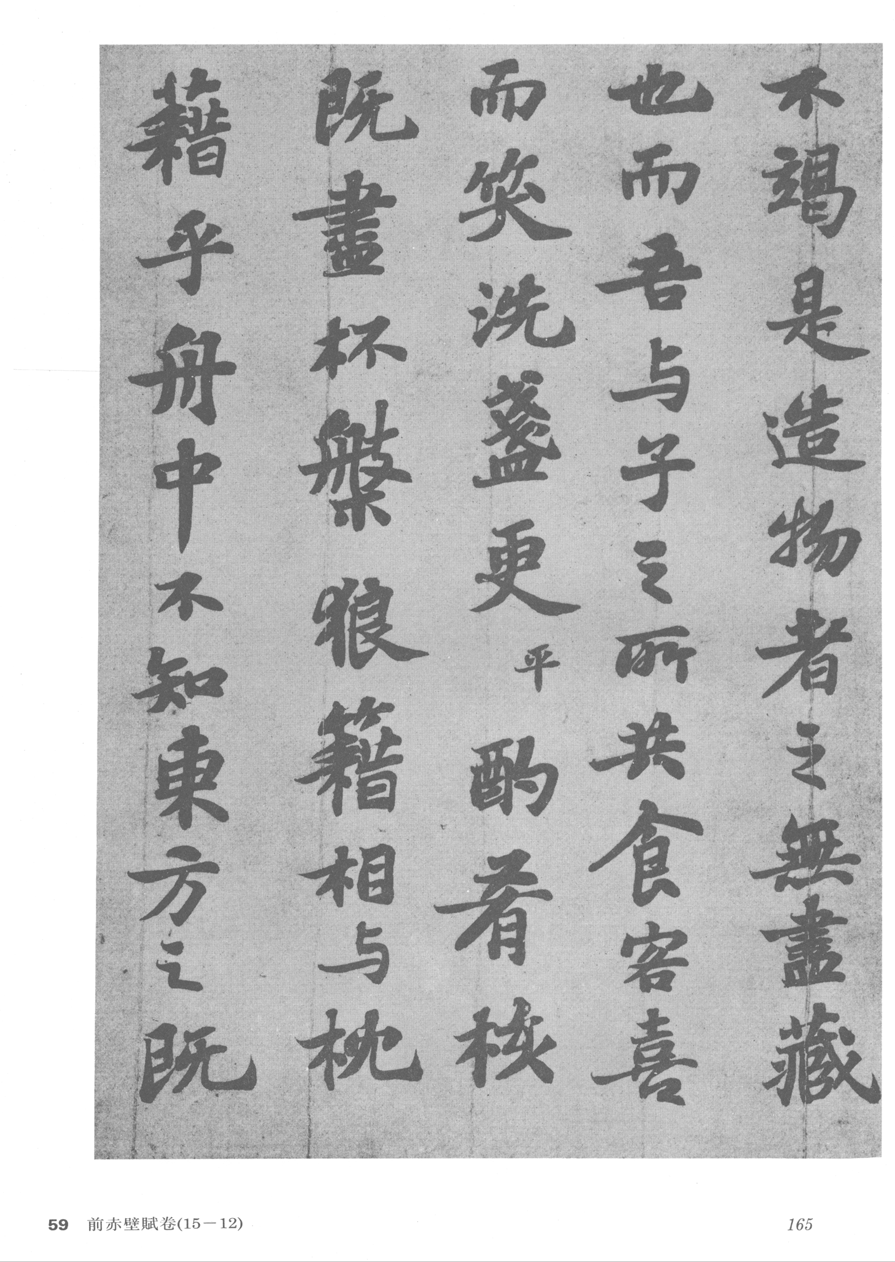 不竭是造物者之無盡藏
也而吾与子之所共食客喜
而笑洗盞更平酌肴核
既盡杯槃狼籍相与枕
藉乎舟中不知東方之既
59 前赤壁賦卷(15-12)
165